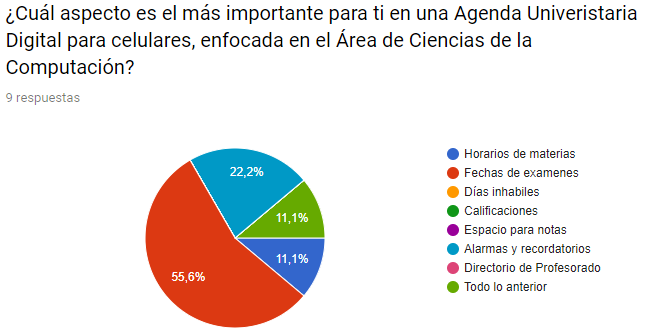 ¿Cuál aspecto es el más importante para ti en una Agenda Univeristaria
Digital para celulares, enfocada en el Área de Ciencias de la
Computación?
9 respuestas
22,2%
11,1%
11,1%
55,6%
Horarios de materias
Fechas de examenes
Días inhabiles
Calificaciones
Espacio para notas
Alarmas y recordatorios
Directorio de Profesorado
Todo lo anterior